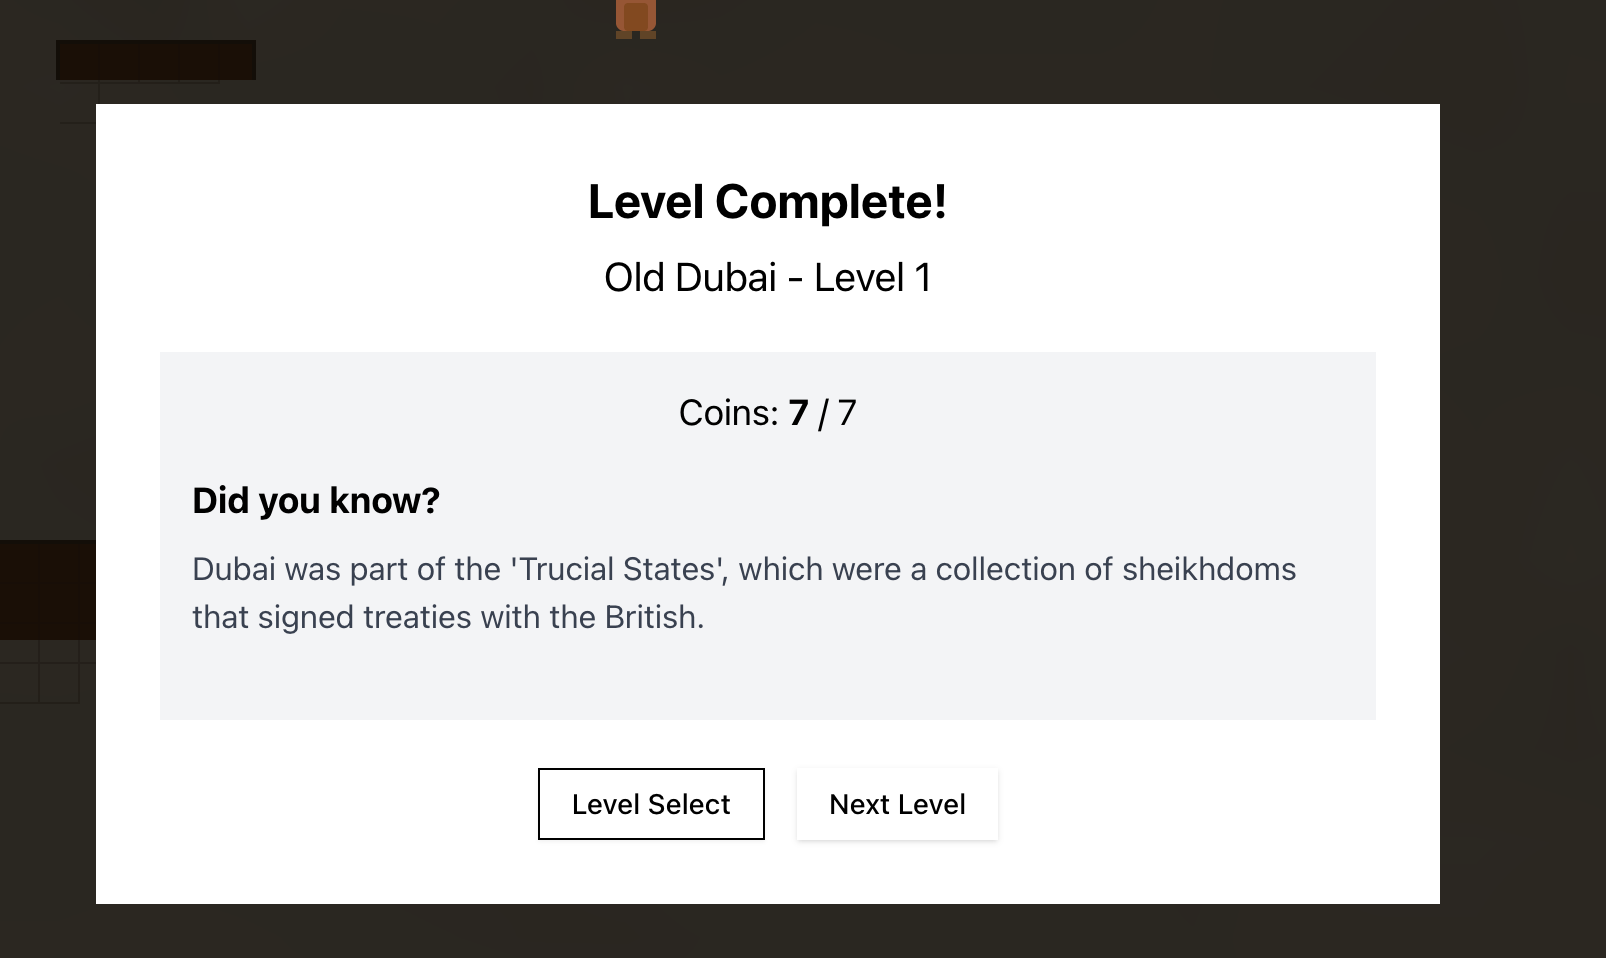 Level Complete!
Old Dubai - Level 1
Coins: 7 / 7
Did you know?
Dubai was part of the 'Trucial States', which were a collection of sheikhdoms
that signed treaties with the British.
Level Select
Next Level